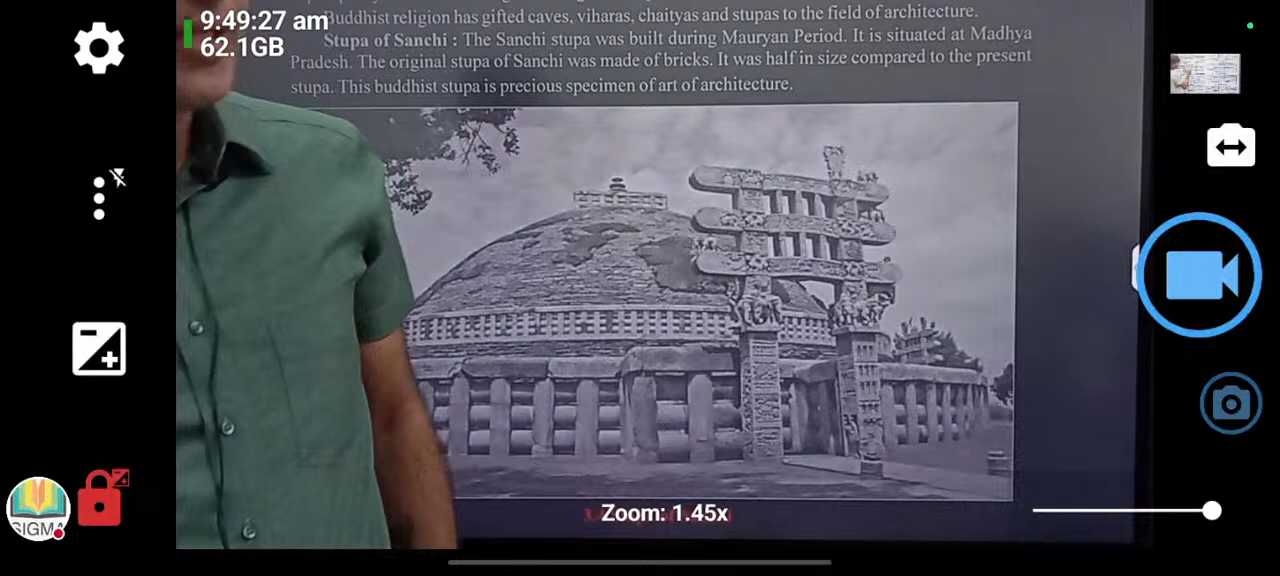 9:49:27 am
62.1GB
Buddhist religion has gifted caves, viharas, chaityas and stupas to the field of architecture.
Stupa of Sanchi : The Sanchi stupa was built during Mauryan Period. It is situated at Madhya
Pradesh. The original stupa of Sanchi was made of bricks. It was half in size compared to the present
stupa. This buddhist stupa is precious specimen of art of architecture.
Zoom: 1.45x
SIGMA